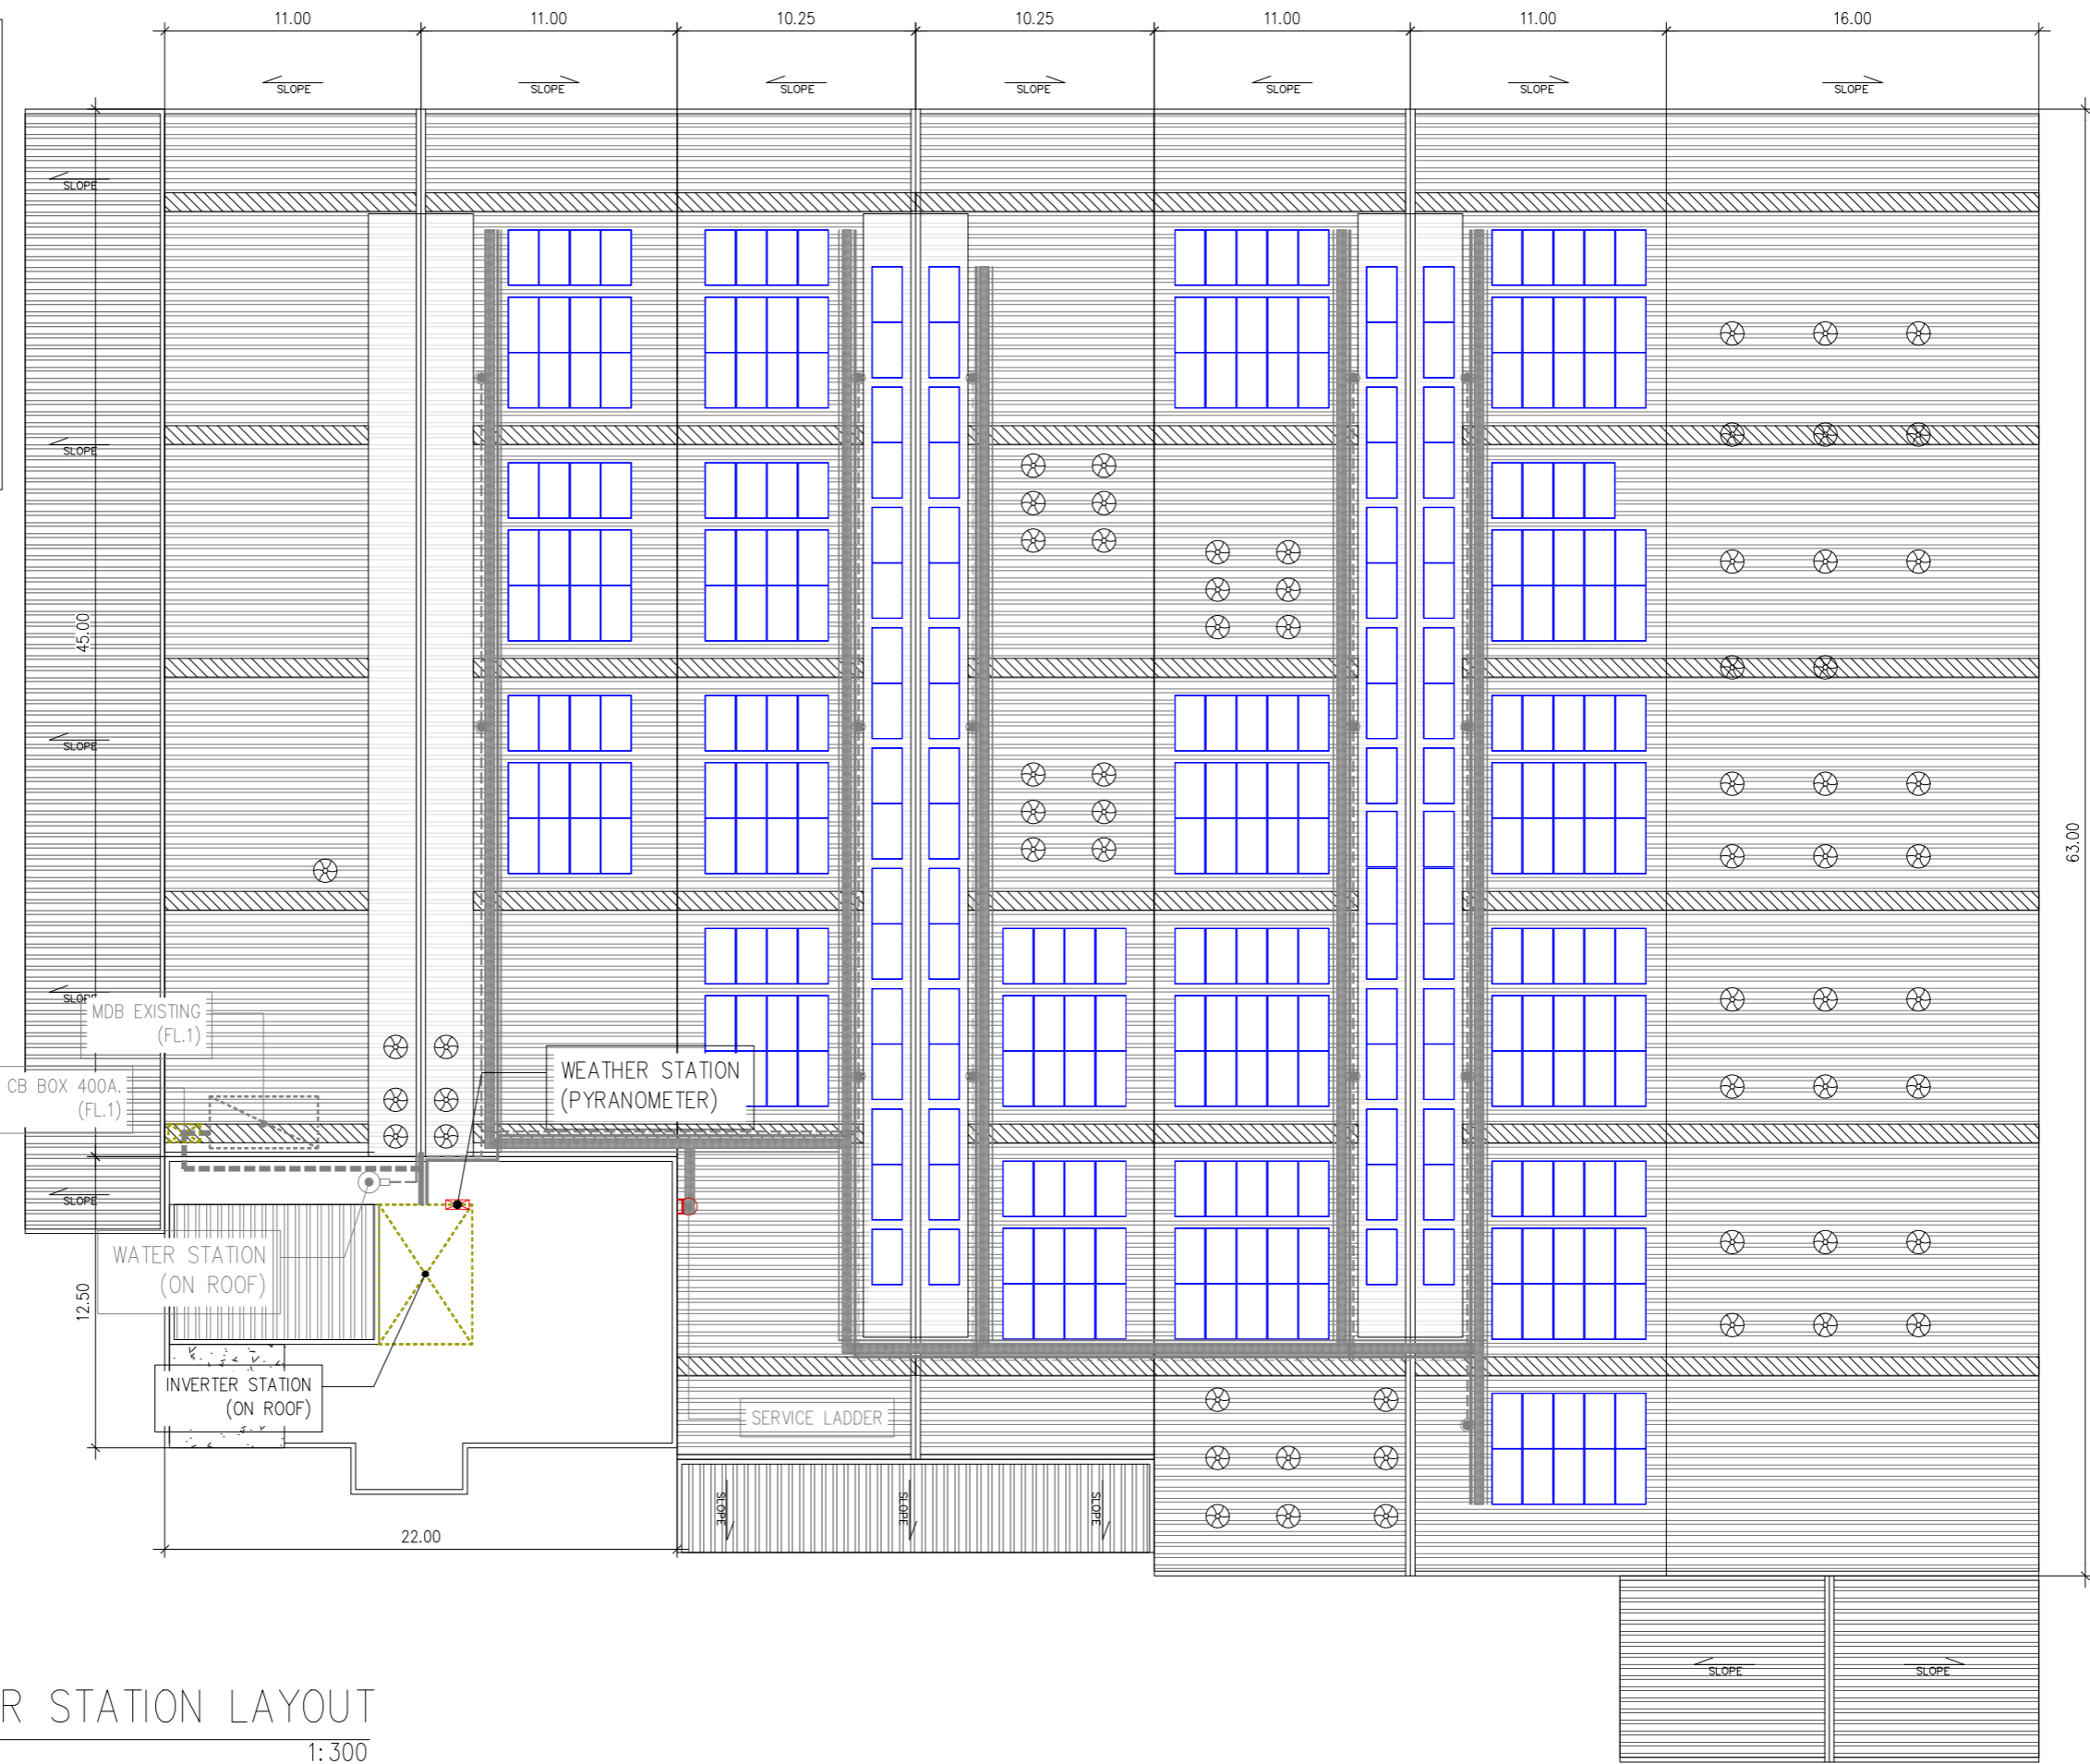 11.00
11.00
10.25
10.25
11.00
11.00
16.00
SLOPE
SLOPE
SLOPE
SLOPE
SLOPE
SLOPE
SLOPE
SLOPE
SLOPE
SLOPE
SLOPE
SLOPE
45.00
63.00
12.50
MDB EXISTING
(FL.1)
CB BOX 400A.
(FL.1)
WEATHER STATION
(PYRANOMETER)
WATER STATION
(ON ROOF)
INVERTER STATION
(ON ROOF)
SERVICE LADDER
SLOPE
SLOPE
SLOPE
22.00
SLOPE
SLOPE
R STATION LAYOUT
1:300